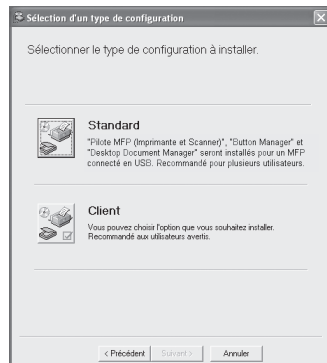 Sélection d'un type de configuration
Sélectionner le type de configuration à installer.
Standard
"Pilote MFP (Imprimante et Scanner)", "Button Manager" et
"Desktop Document Manager" seront installés pour un MFP
connecté en USB. Recommandé pour plusieurs utilisateurs.
Client
Vous pouvez choisir l'option que vous souhaitez installer.
Recommandé aux utilisateurs avertis.
< Précédent Suivant > Annuler